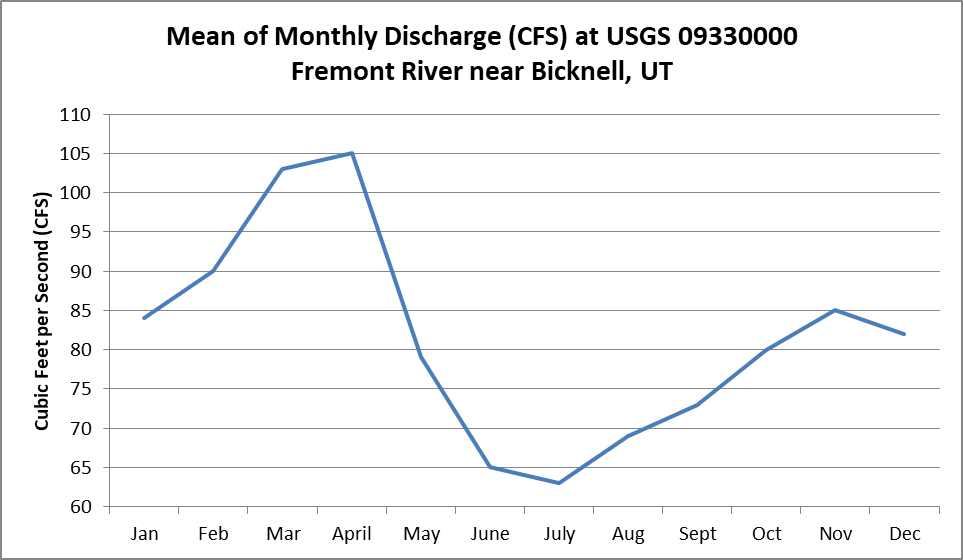 Mean of Monthly Discharge (CFS) at USGS 09330000
Fremont River near Bicknell, UT
Cubic Feet per Second (CFS)
110
105
100
95
90
85
80
75
70
65
60
Jan Feb Mar April May June July Aug Sept Oct Nov Dec